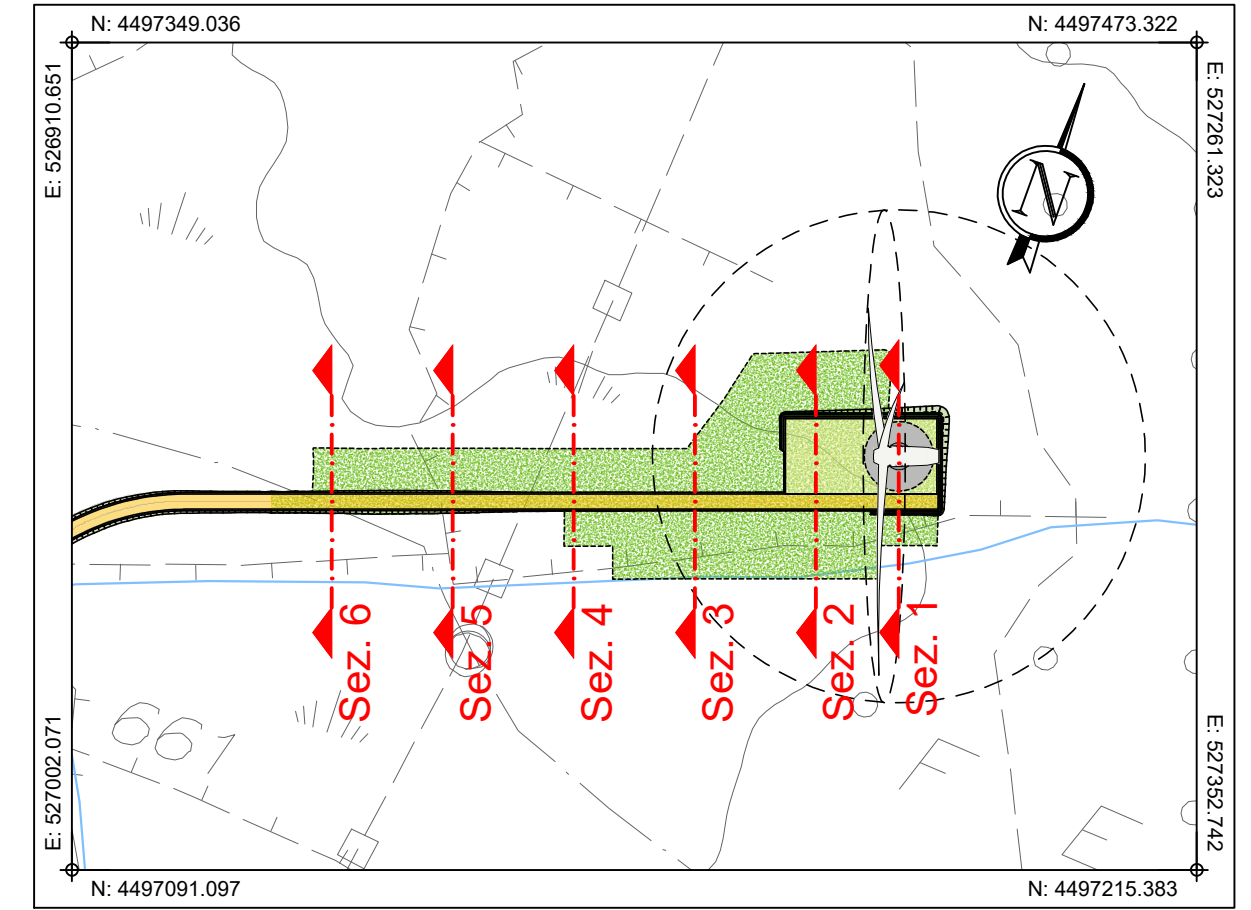 N: 4497349.036
N: 4497473.322
E: 526910.651
E: 527261.323
N
Sez. 6
Sez. 5
Sez. 4
Sez. 3
Sez. 2
Sez. 1
661
E: 527002.071
E: 527352.742
N: 4497091.097
N: 4497215.383